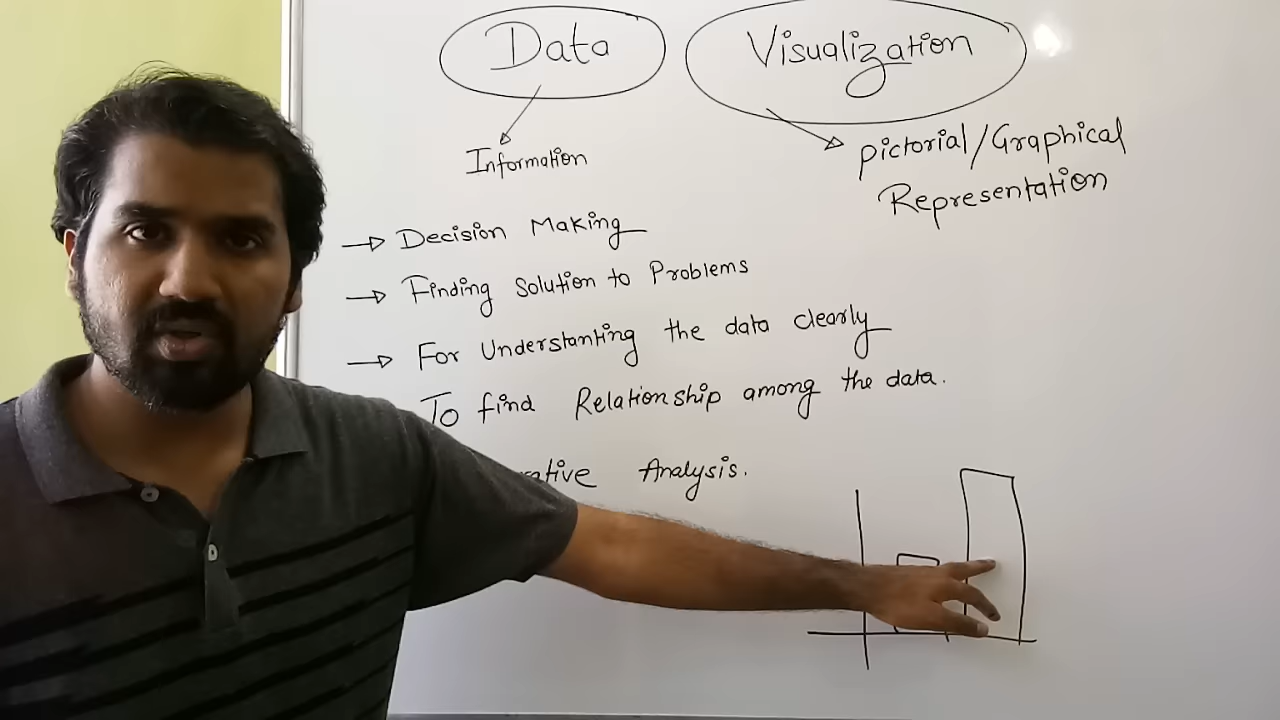 Data Visualization
Information
pictorial/Graphical
Representation
→ Decision Making
→ Finding Solution to Problems
→ For Understanting the data clearly
To find Relationship among the data.
Analysis.